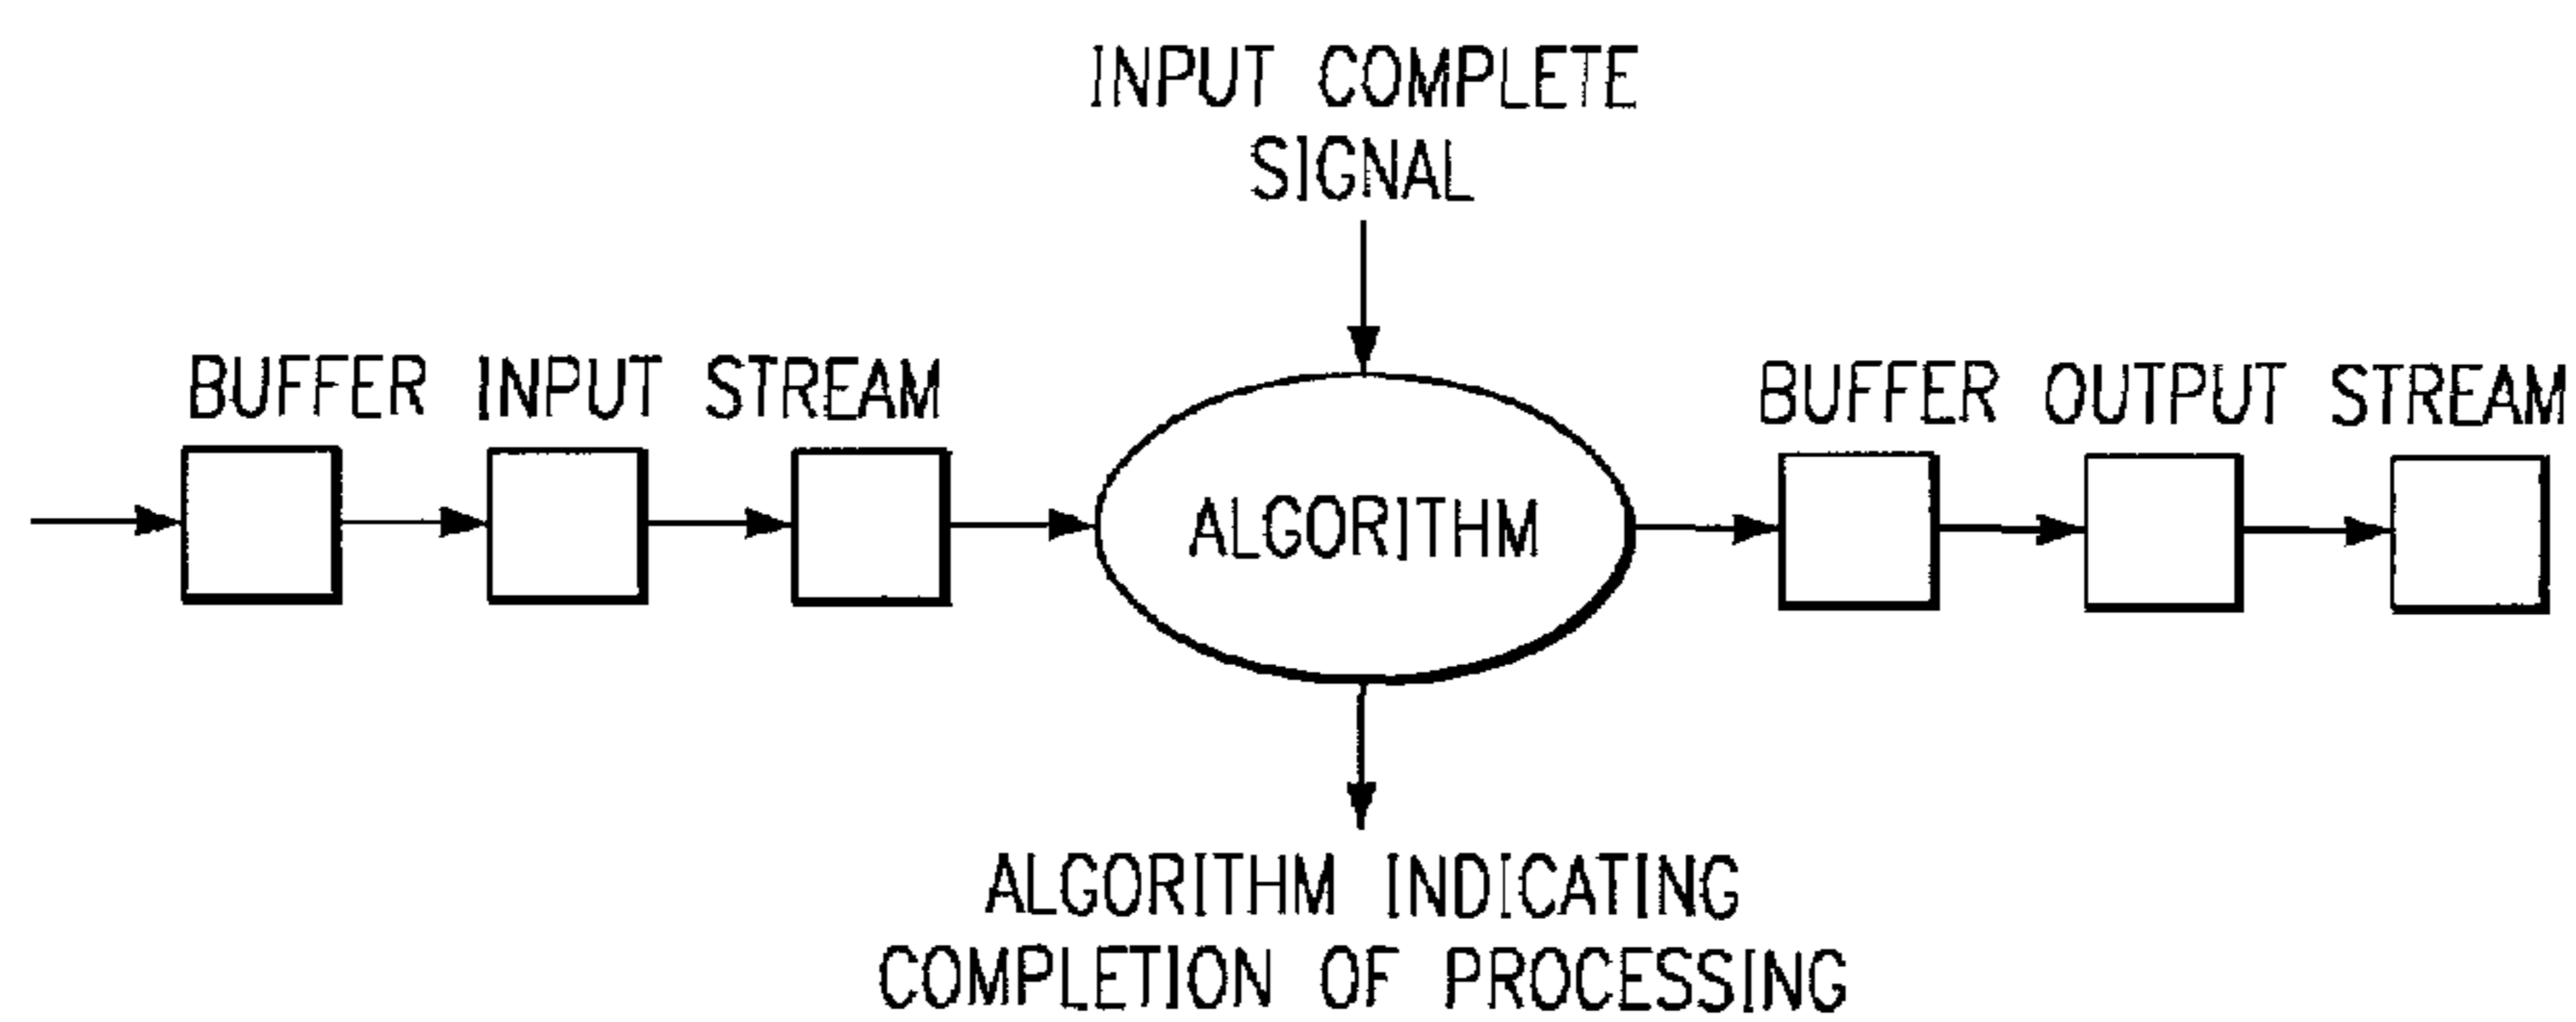 INPUT COMPLETE
SIGNAL
BUFFER INPUT STREAM
BUFFER OUTPUT STREAM
ALGORITHM
ALGORITHM INDICATING
COMPLETION OF PROCESSING